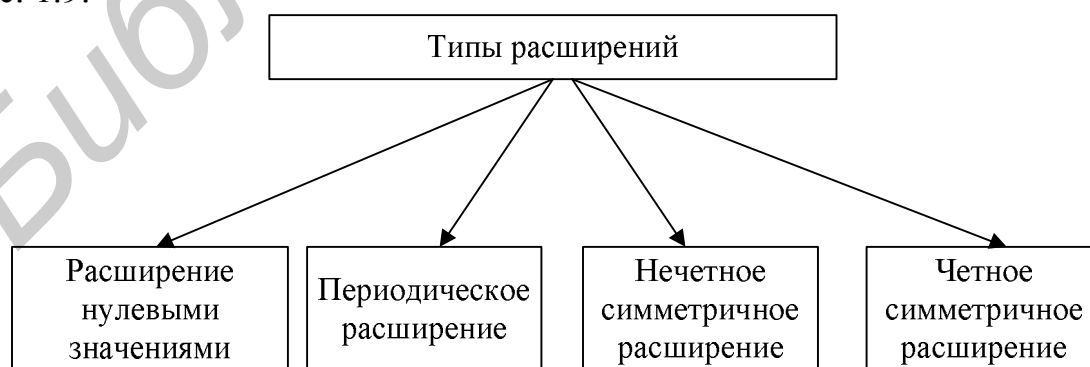 с. 1.9.
Типы расширений
Расширение
нулевыми
значениями
Периодическое
расширение
Нечетное
симметричное
расширение
Четное
симметричное
расширение